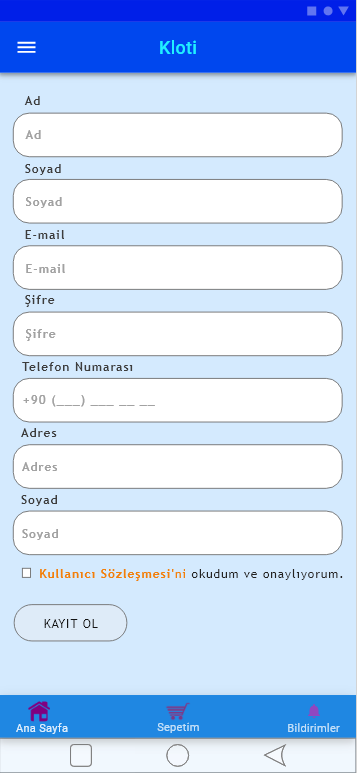 Kloti
Ad
Ad
Soyad
Soyad
E-mail
E-mail
Şifre
Şifre
Telefon Numarası
+90 (___) ___ __ __
Adres
Adres
Soyad
Soyad
Kullanıcı Sözleşmesi'ni okudum ve onaylıyorum.
KAYIT OL
Ana Sayfa Sepetim Bildirimler